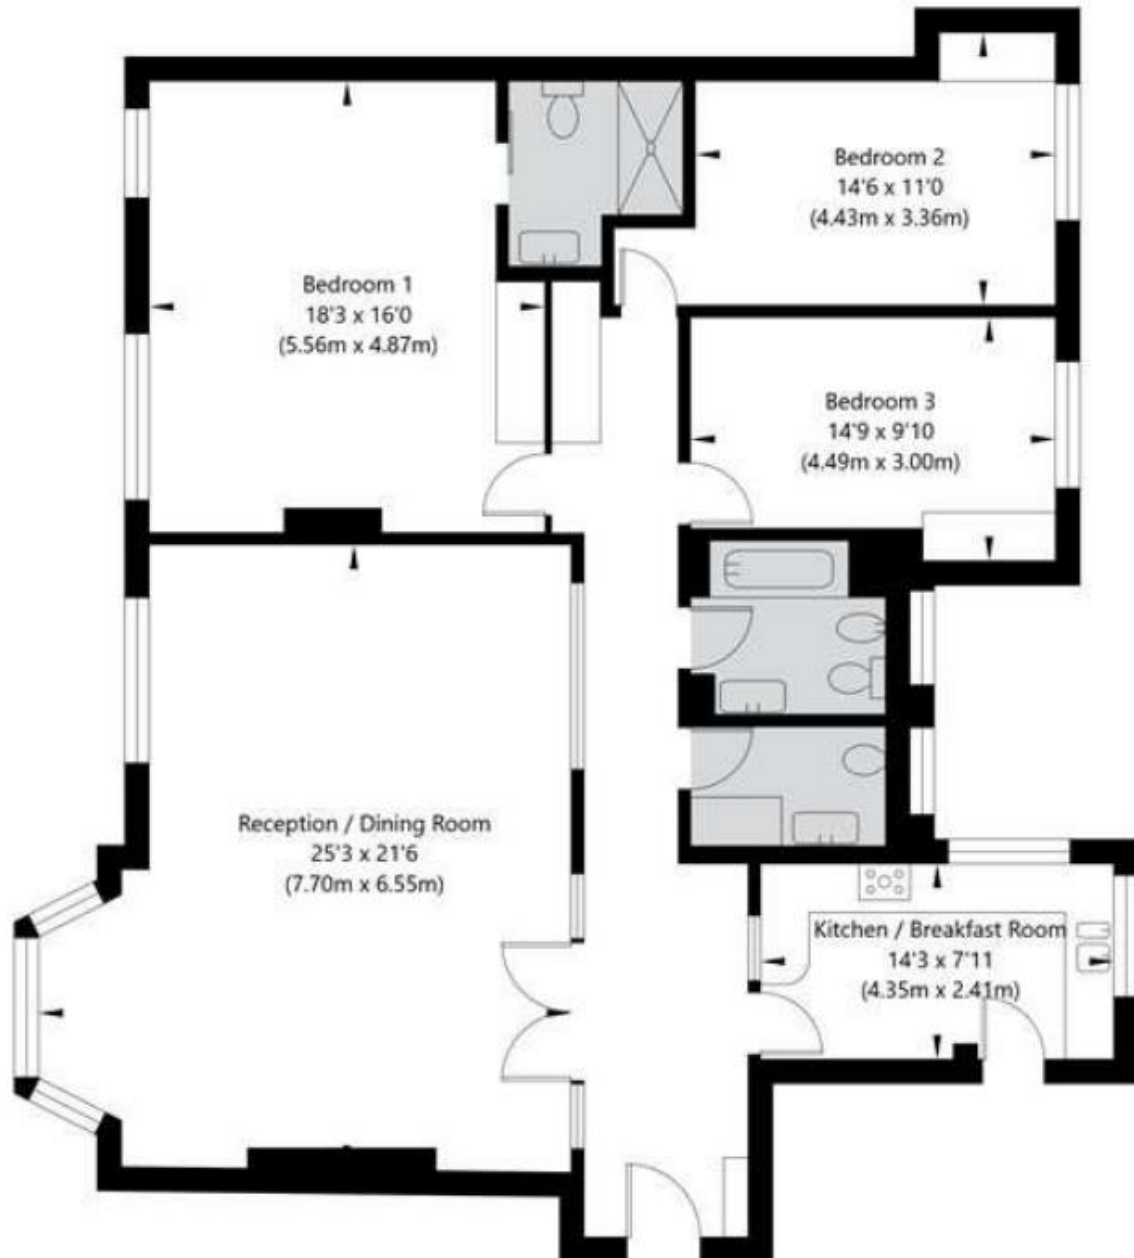 Bedroom 2
14'6 x 11'0
(4.43m x 3.36m)
Bedroom 1
18'3 x 16'0
(5.56m x 4.87m)
Bedroom 3
14'9 x 9'10
(4.49m x 3.00m)
Reception / Dining Room
25'3 x 21'6
(7.70m x 6.55m)
Kitchen / Breakfast Room
14'3 x 7'11
(4.35m x 2.41m)